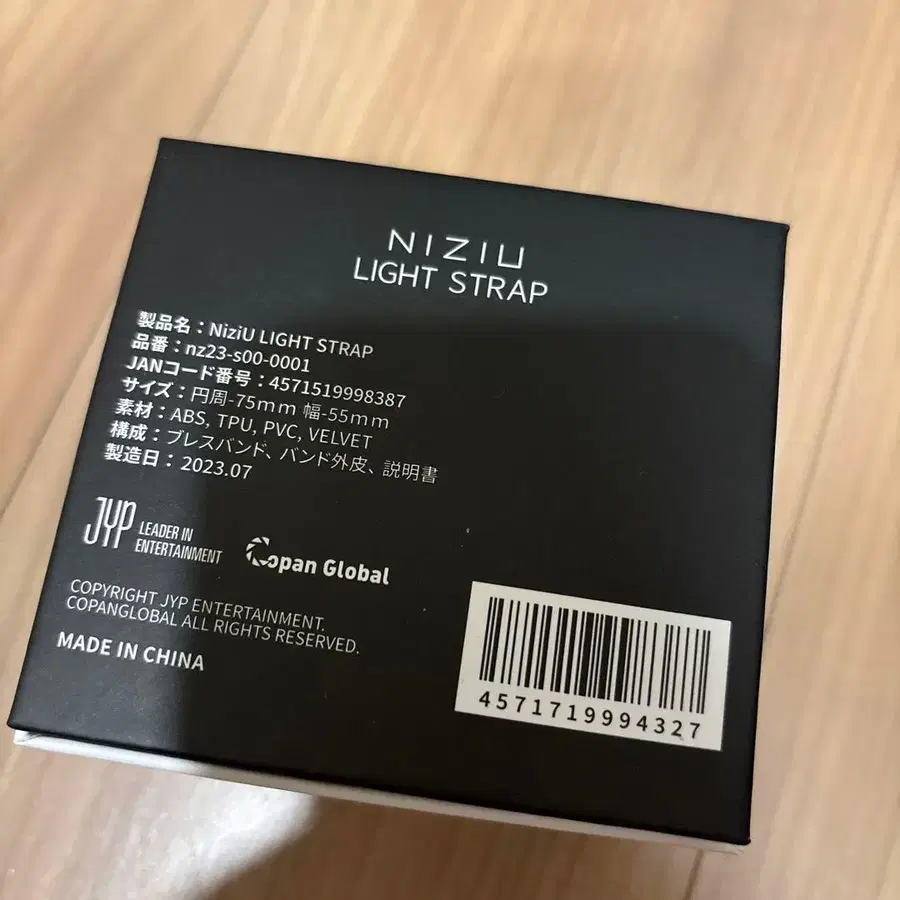 NIZIU
LIGHT STRAP
製品名：NiziU LIGHT STRAP
品番：nz23-s00-0001
JANコード番号：4571519998387
サイズ：円周-75mm 幅-55mm
素材：ABS, TPU, PVC, VELVET
構成：ブレスバンド、バンド外皮、説明書
製造日：2023.07
JYP LEADER IN
ENTERTAINMENT
Copan Global
COPYRIGHT JYP ENTERTAINMENT.
COPANGLOBAL ALL RIGHTS RESERVED.
MADE IN CHINA
4571719994327